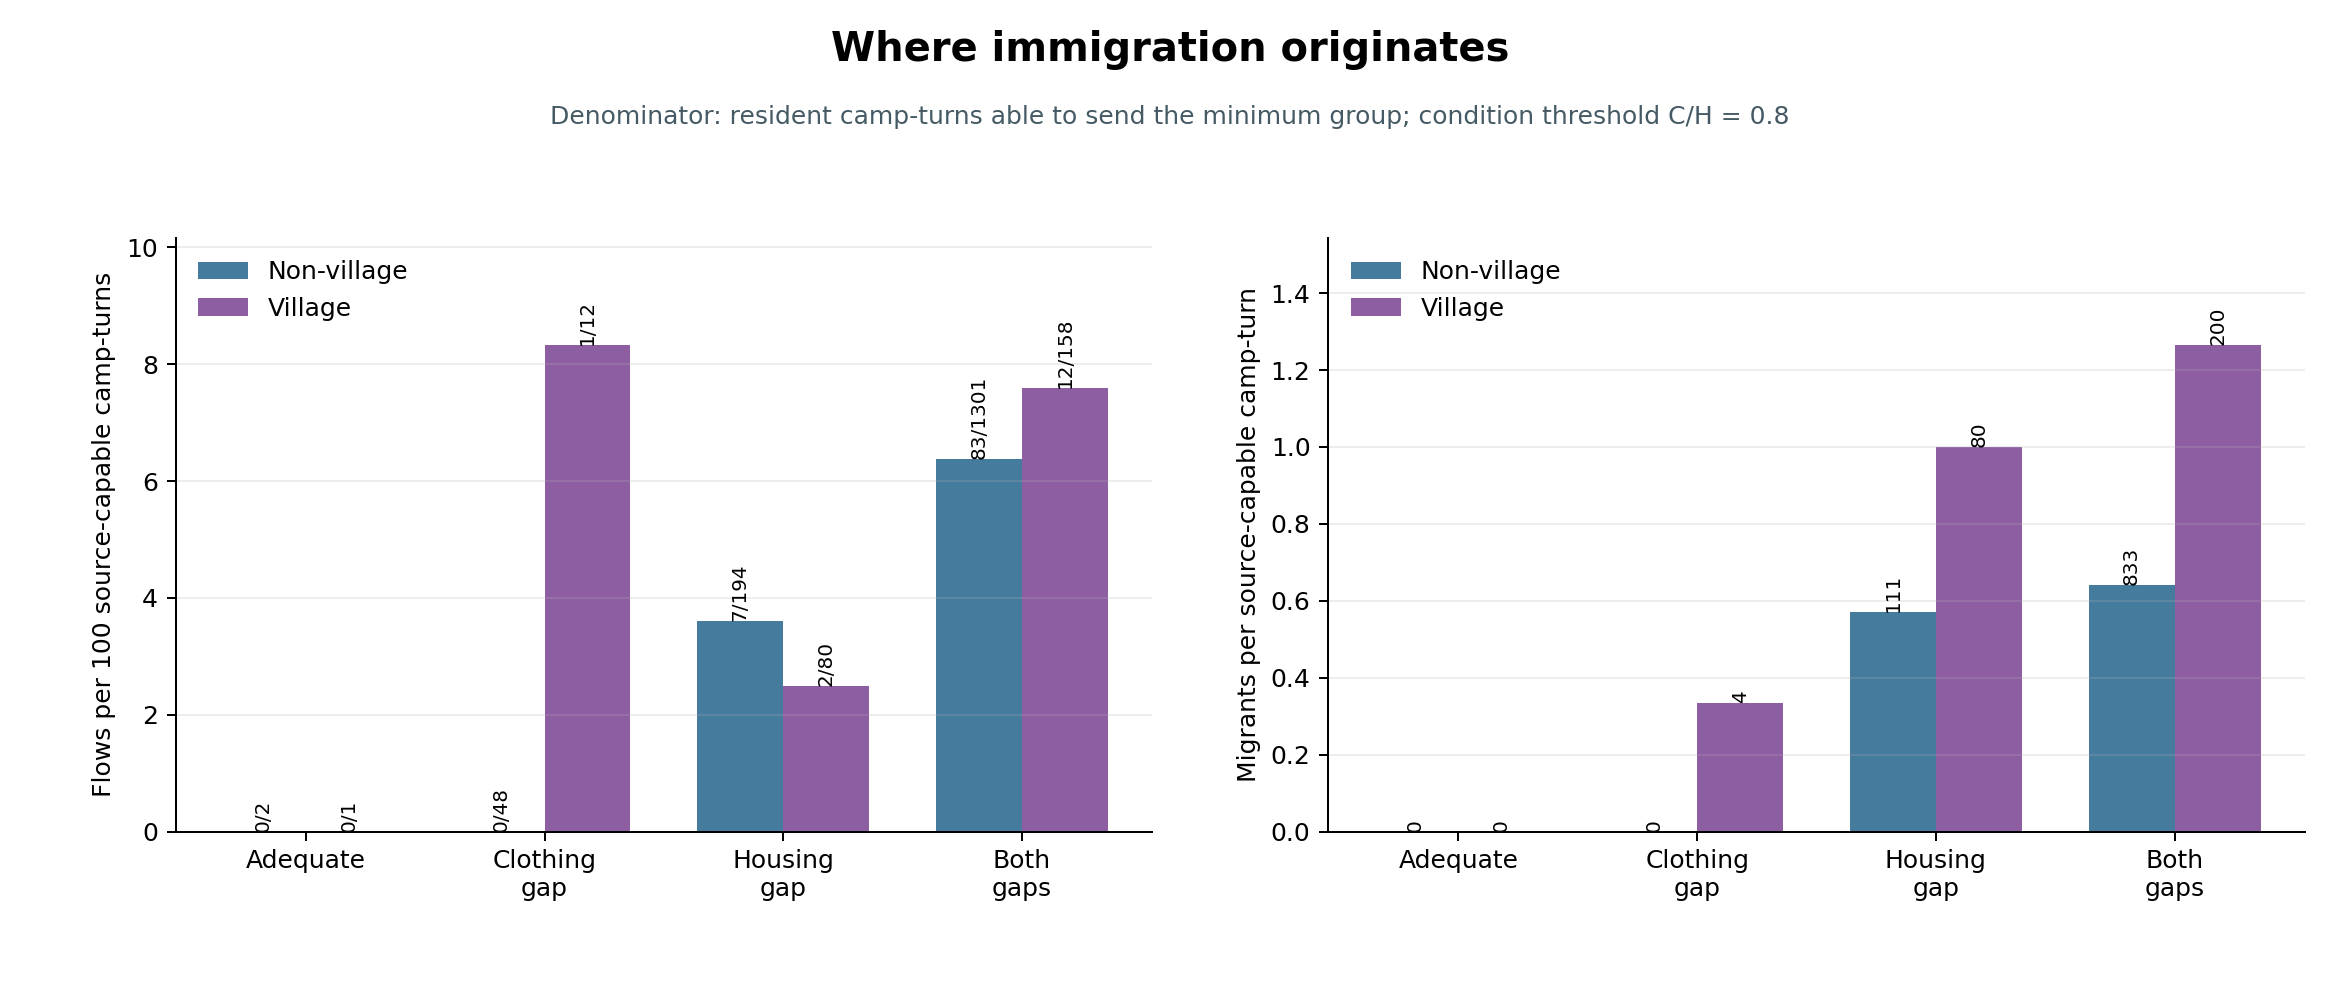 Where immigration originates
Denominator: resident camp-turns able to send the minimum group; condition threshold C/H = 0.8
Flows per 100 source-capable camp-turns
10
8
6
4
2
0
Non-village
Village
0/2
0/1
0/48
1/12
7/194
2/80
83/1301
12/158
Adequate
Clothing
gap
Housing
gap
Both
gaps
Migrants per source-capable camp-turn
1.4
1.2
1.0
0.8
0.6
0.4
0.2
0.0
Non-village
Village
0
0
0
4
111
80
833
200
Adequate
Clothing
gap
Housing
gap
Both
gaps